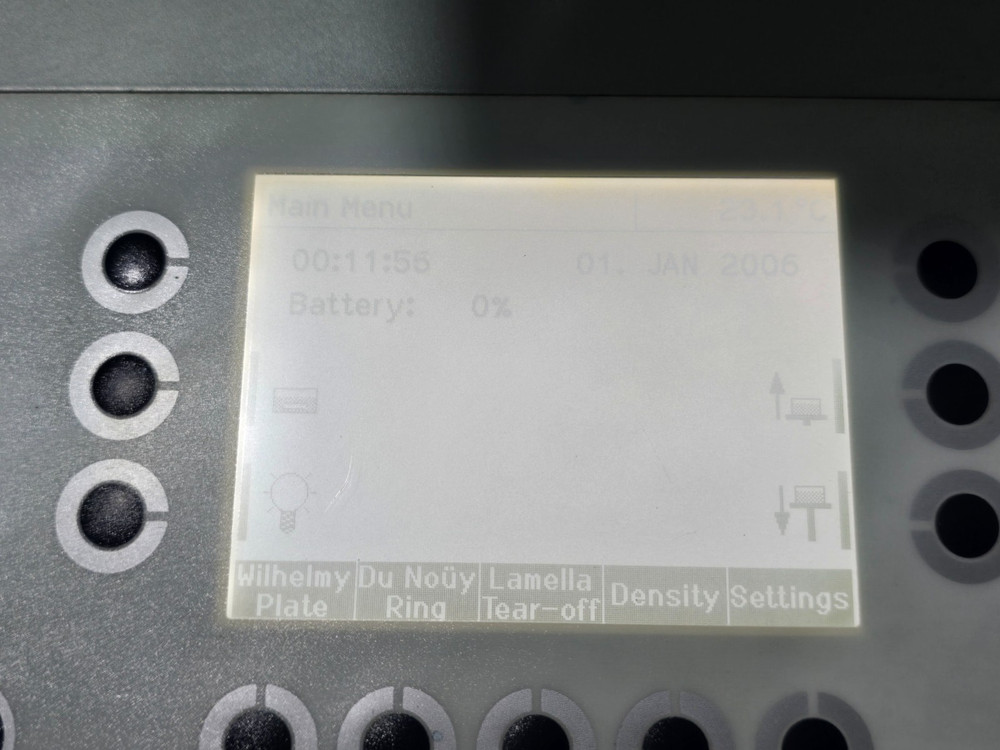 Main Menu 23.1°C
00:11:56 01. JAN 2006
Battery: 0%
Wilhelmy Plate
Du Noüy Ring
Lamella Tear-off
Density
Settings